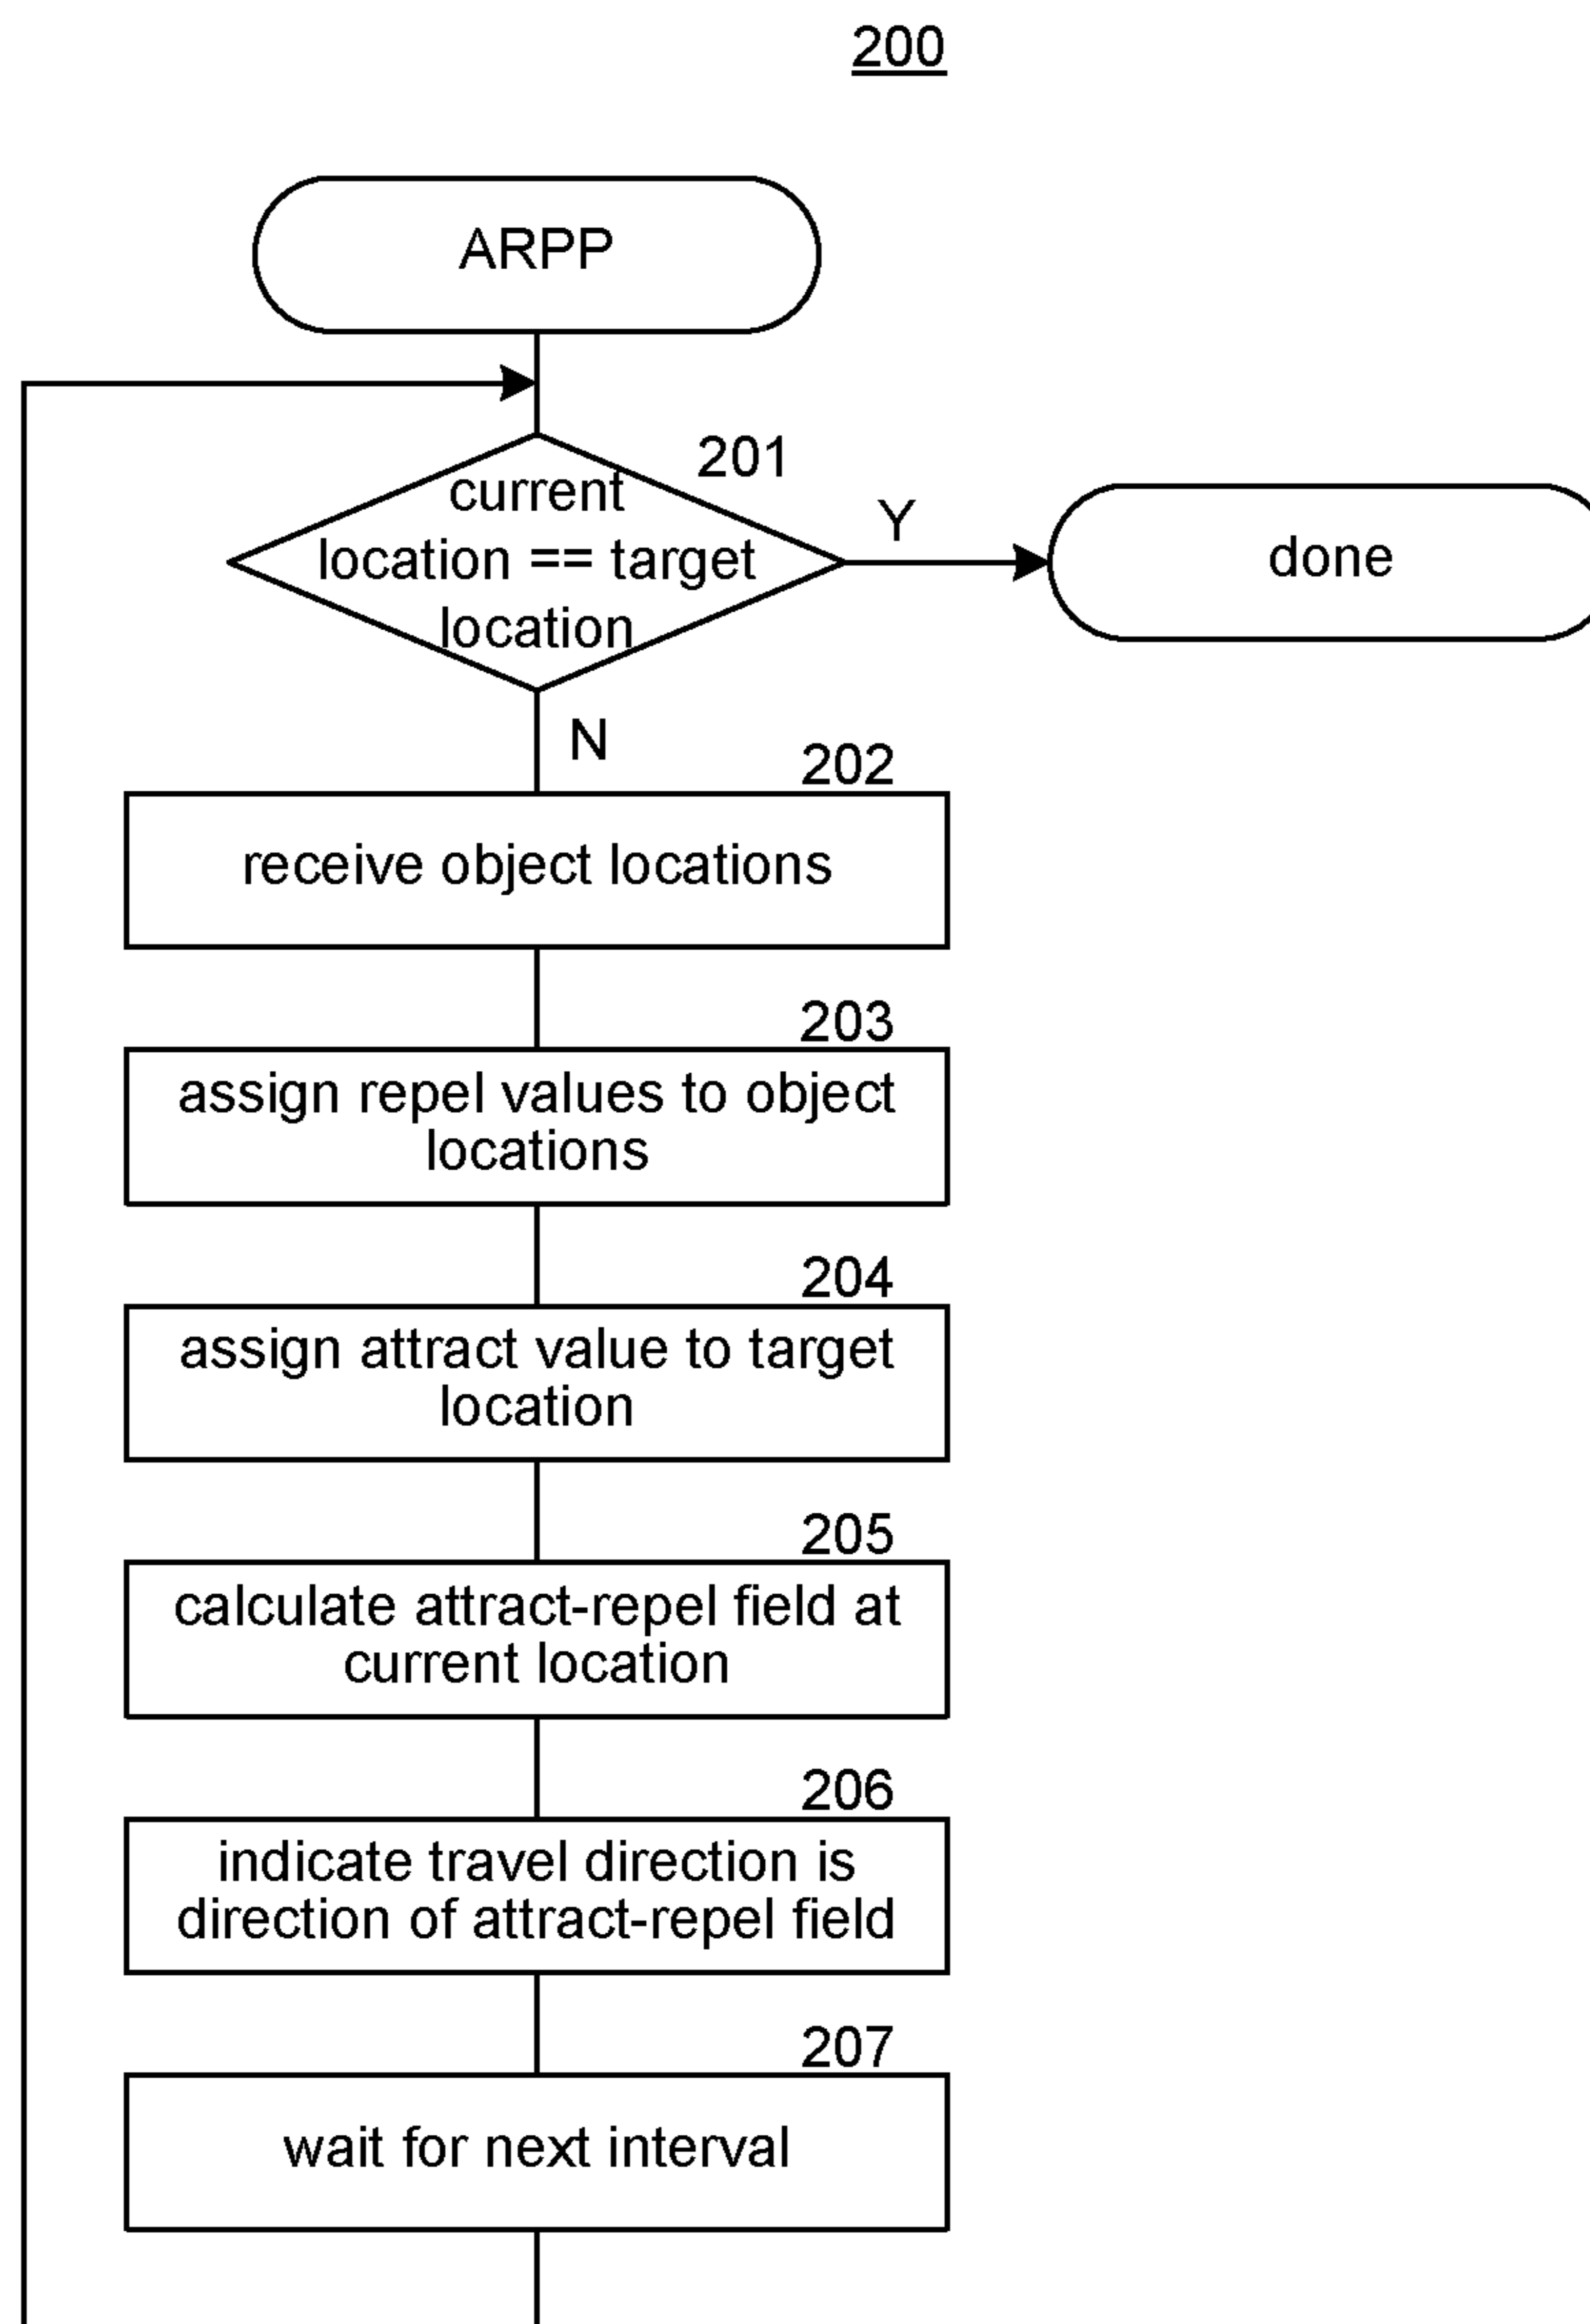 200
ARPP
201
current
location == target
location
Y
done
N
202
receive object locations
203
assign repel values to object
locations
204
assign attract value to target
location
205
calculate attract-repel field at
current location
206
indicate travel direction is
direction of attract-repel field
207
wait for next interval